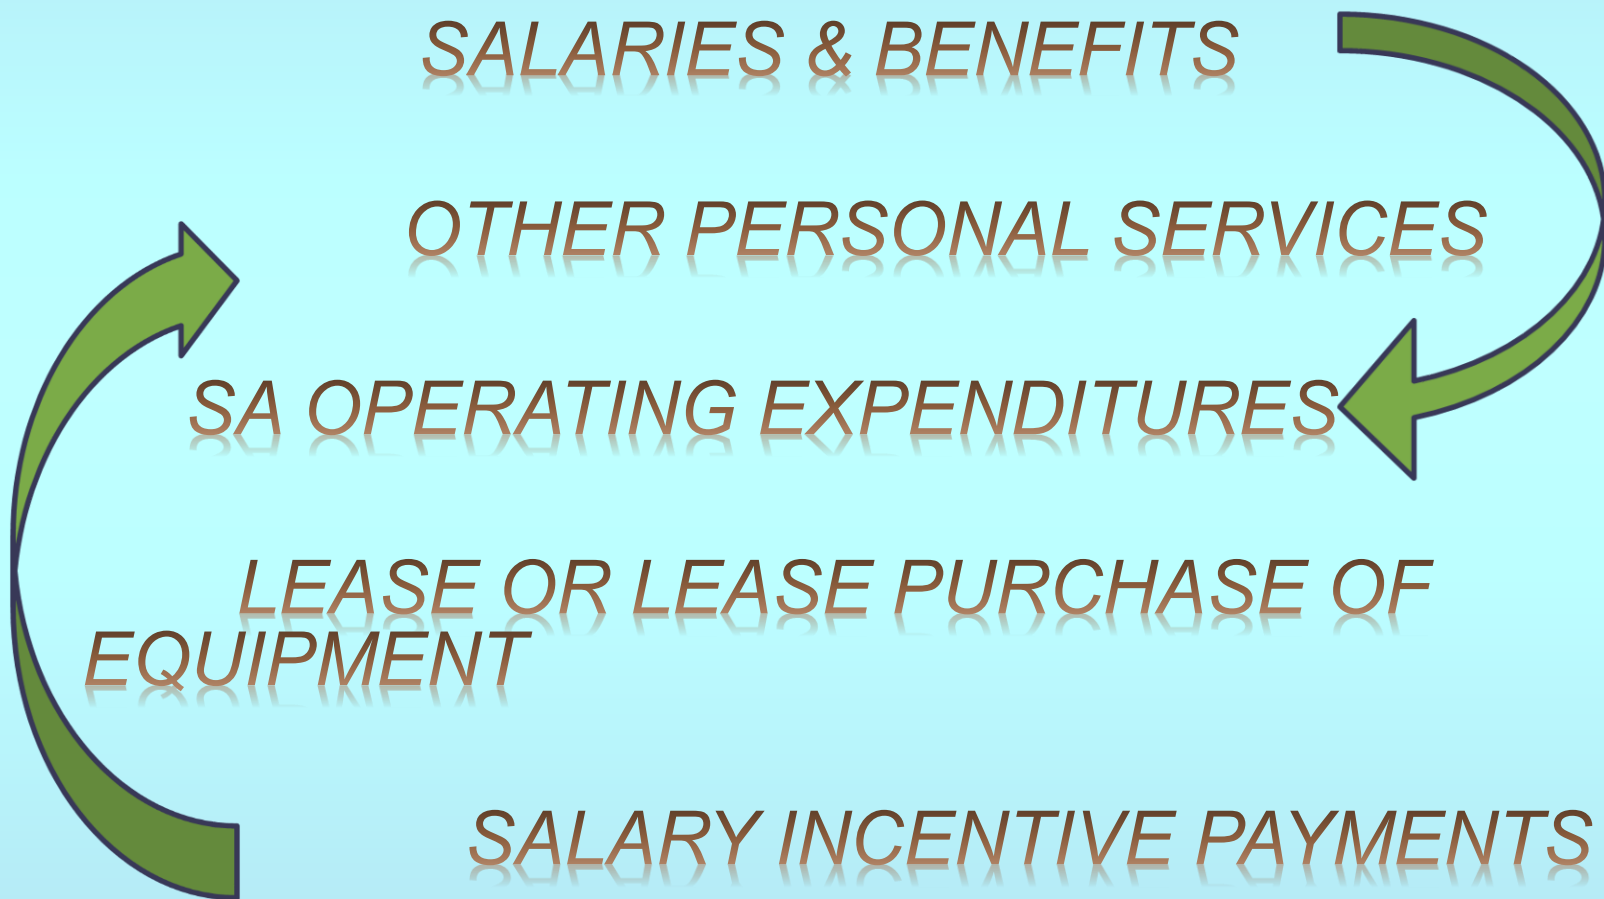 SALARIES & BENEFITS
OTHER PERSONAL SERVICES
SA OPERATING EXPENDITURES
LEASE OR LEASE PURCHASE OF
EQUIPMENT
SALARY INCENTIVE PAYMENTS